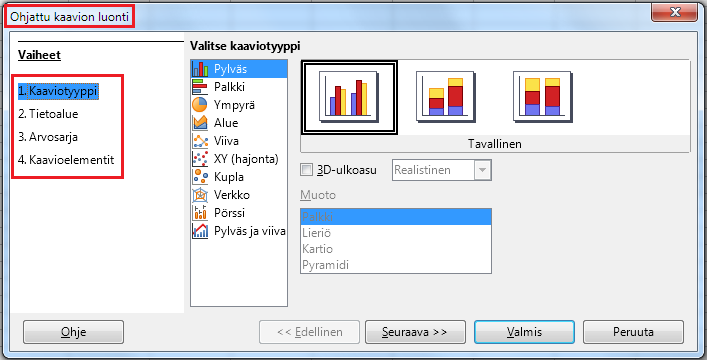 Ohjattu kaavion luonti
Vaiheet
1. Kaaviotyyppi
2. Tietoalue
3. Arvosarja
4. Kaavioelementit
Valitse kaaviotyyppi
Pylväs
Palkki
Ympyrä
Alue
Viiva
XY (hajonta)
Kupla
Verkko
Pörssi
Pylväs ja viiva
Tavallinen
3D-ulkoasu
Realistinen
Muoto
Lieriö
Kartio
Pyramidi
Ohje
<< Edellinen
Seuraava >>
Valmis
Peruuta